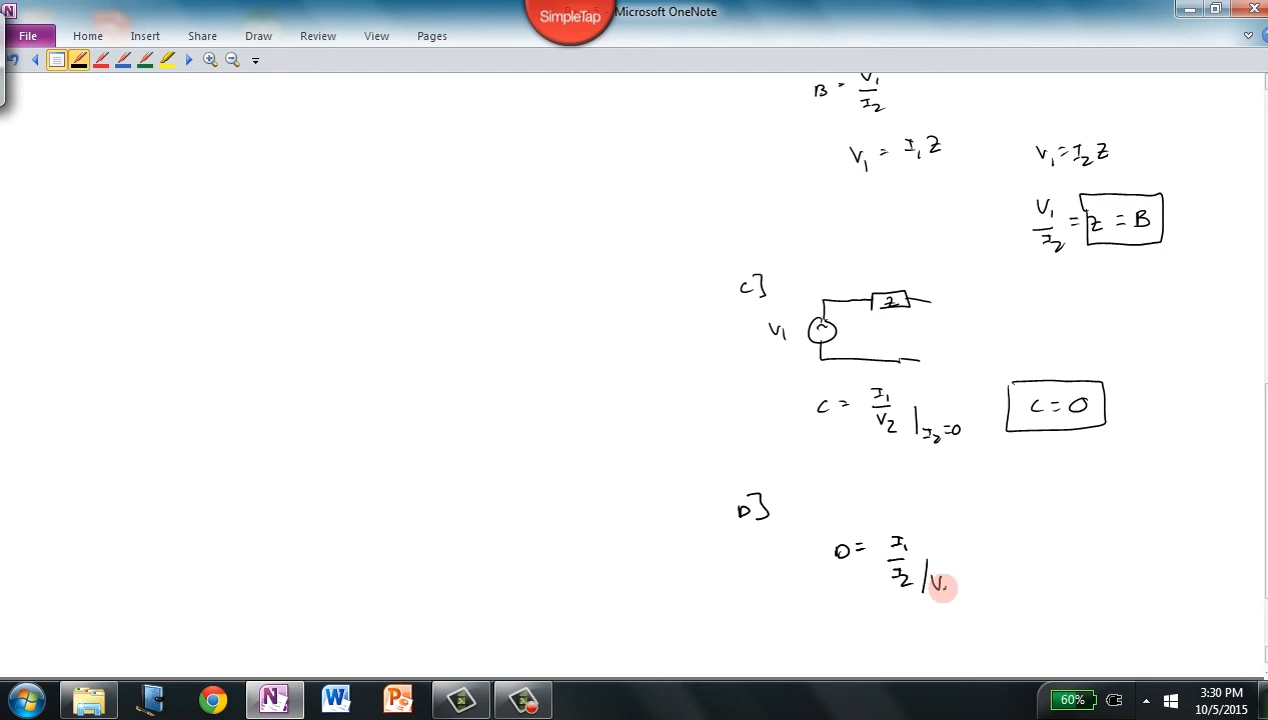 SimpleTap
- Microsoft OneNote
File Home Insert Share Draw Review View Pages
B = V1/I2
V1 = I1 Z
V1 = I2 Z
V1/I2 = Z = B
C]
Z
V1
~
C = I1/V2 | I2=0
C = 0
D]
D = I1/I2 | V
60%
3:30 PM
10/5/2015